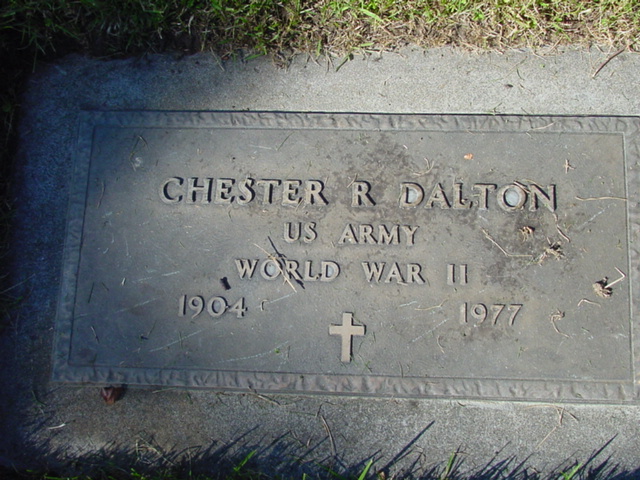 CHESTER R DALTON
US ARMY
WORLD WAR II
1904 1977